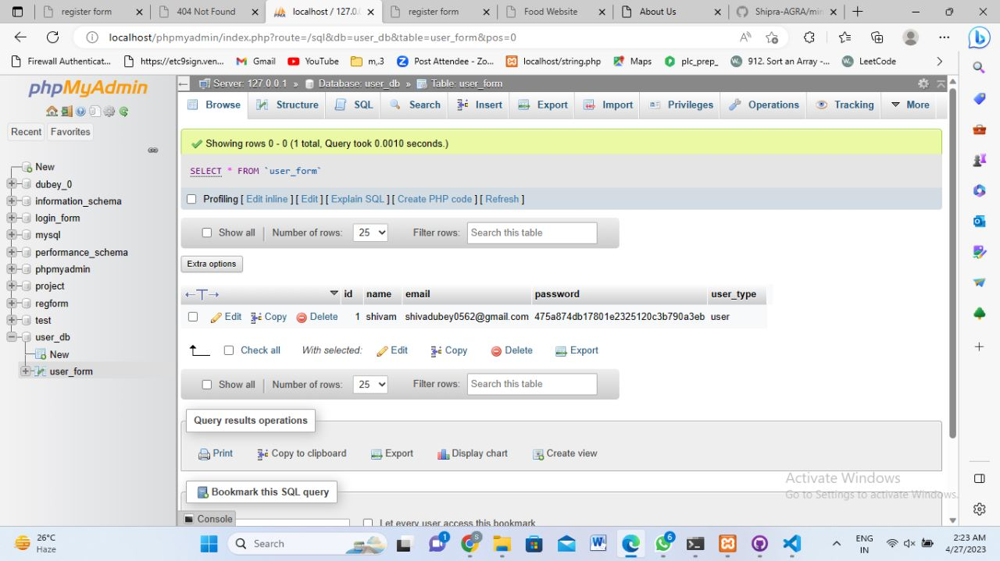 register form
404 Not Found
localhost / 127.0.
register form
Food Website
About Us
Shipra-AGRA/min
localhost/phpmyadmin/index.php?route=/sql&db=user_db&table=user_form&pos=0
Firewall Authenticat...
https://etc9sign.ven...
Gmail
YouTube
m,3
Post Attendee - Zo...
localhost/string.php
Maps
plc_prep_
912. Sort an Array -...
LeetCode
phpMyAdmin
Recent
Favorites
New
dubey_0
information_schema
login_form
mysql
performance_schema
phpmyadmin
project
regform
test
user_db
New
user_form
Server: 127.0.0.1 » Database: user_db » Table: user_form
Browse Structure SQL Search Insert Export Import Privileges Operations Tracking More
Showing rows 0 - 0 (1 total, Query took 0.0010 seconds.)
SELECT * FROM `user_form`
Profiling [ Edit inline ] [ Edit ] [ Explain SQL ] [ Create PHP code ] [ Refresh ]
Show all Number of rows: 25 Filter rows: Search this table
Extra options
id name email password user_type
Edit Copy Delete 1 shivam shivadubey0562@gmail.com 475a874db17801e2325120c3b790a3eb user
Check all With selected: Edit Copy Delete Export
Show all Number of rows: 25 Filter rows: Search this table
Query results operations
Print Copy to clipboard Export Display chart Create view
Bookmark this SQL query
Console
Let every user access this bookmark
Activate Windows
Go to Settings to activate Windows.
26°C
Haze
Search
1
S
6
ENG
IN
2:23 AM
4/27/2023